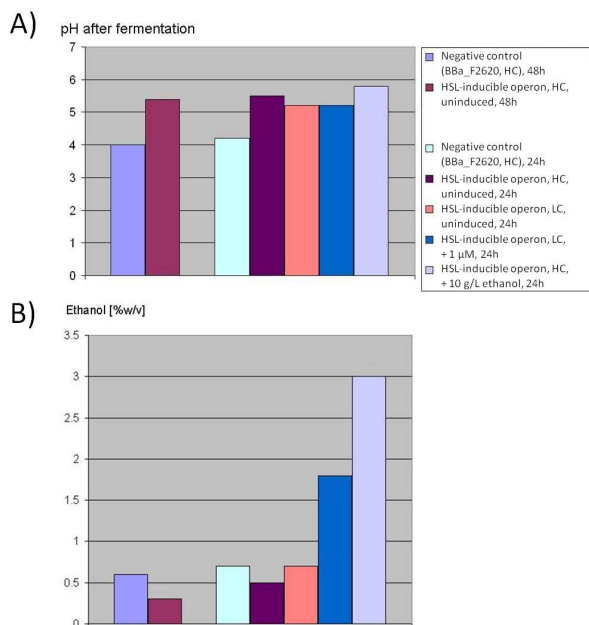 A)
pH after fermentation
7
6
5
4
3
2
1
0
Negative control
(BBa_F2620, HC), 48h
HSL-inducible operon, HC,
uninduced, 48h
Negative control
(BBa_F2620, HC), 24h
HSL-inducible operon, HC,
uninduced, 24h
HSL-inducible operon, LC,
uninduced, 24h
HSL-inducible operon, LC,
+ 1 μM, 24h
HSL-inducible operon, HC,
+ 10 g/L ethanol, 24h
B)
Ethanol [%w/v]
3.5
3
2.5
2
1.5
1
0.5
0